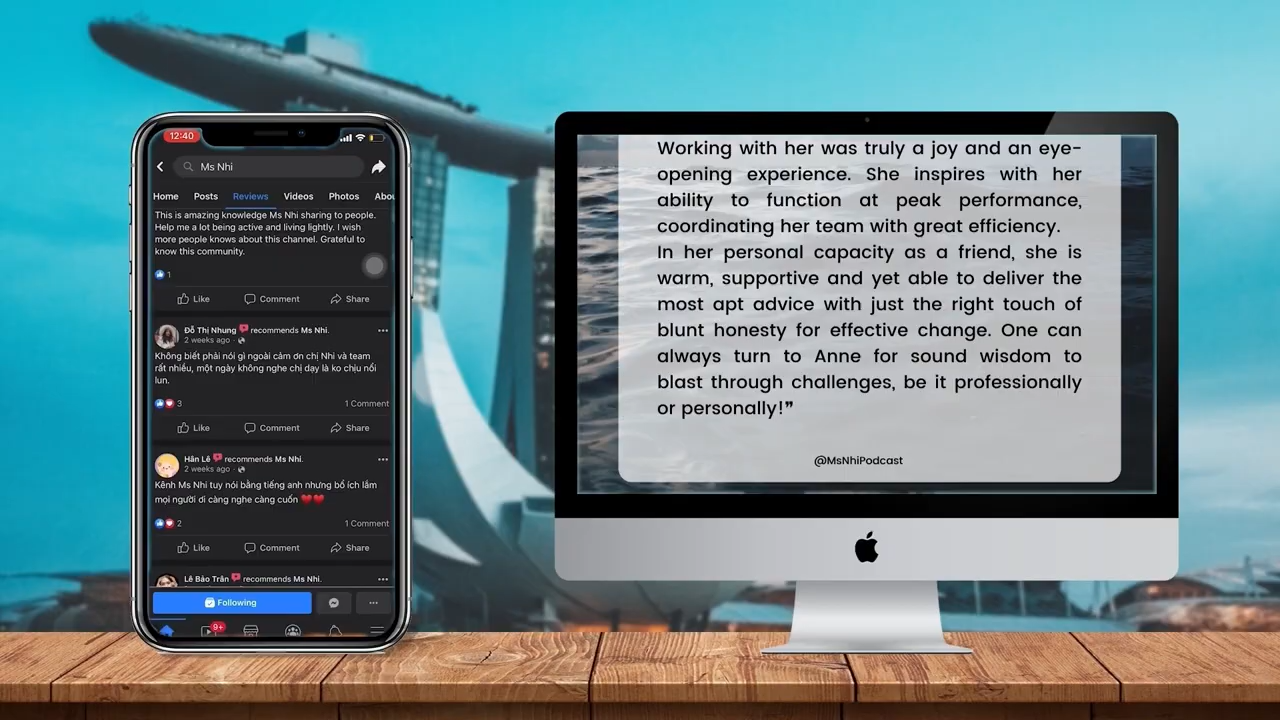 12:40
Ms Nhi
Home Posts Reviews Videos Photos Abou
This is amazing knowledge Ms Nhi sharing to people.
Help me a lot being active and living lightly. I wish
more people knows about this channel. Grateful to
know this community.
1
Like Comment Share
Đỗ Thị Nhung recommends Ms Nhi.
2 weeks ago
Không biết phải nói gì ngoài cảm ơn chị Nhi và team
rất nhiều, một ngày không nghe chị dạy là ko chịu nổi
lun.
3 1 Comment
Like Comment Share
Hân Lê recommends Ms Nhi.
2 weeks ago
Kênh Ms Nhi tuy nói bằng tiếng anh nhưng bổ ích lắm
mọi người ơi càng nghe càng cuốn
2 1 Comment
Like Comment Share
Lê Bảo Trân recommends Ms Nhi.
Following
9+
Working with her was truly a joy and an eye-
opening experience. She inspires with her
ability to function at peak performance,
coordinating her team with great efficiency.
In her personal capacity as a friend, she is
warm, supportive and yet able to deliver the
most apt advice with just the right touch of
blunt honesty for effective change. One can
always turn to Anne for sound wisdom to
blast through challenges, be it professionally
or personally!”
@MsNhiPodcast